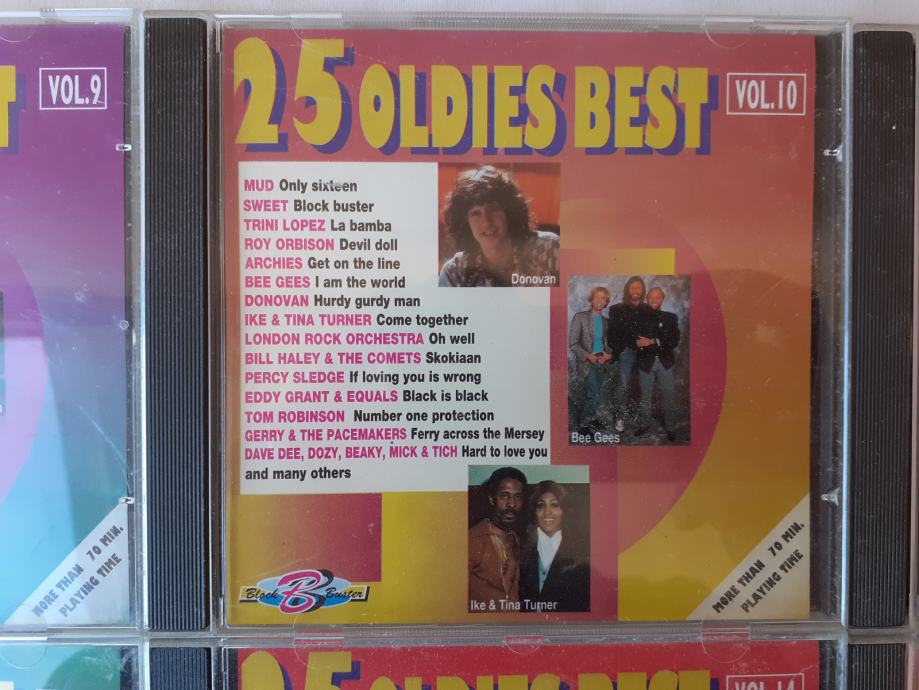 VOL.9
MORE THAN 70 MIN.
PLAYING TIME
25 OLDIES BEST VOL.10
MUD Only sixteen
SWEET Block buster
TRINI LOPEZ La bamba
ROY ORBISON Devil doll
ARCHIES Get on the line
BEE GEES I am the world
DONOVAN Hurdy gurdy man
IKE & TINA TURNER Come together
LONDON ROCK ORCHESTRA Oh well
BILL HALEY & THE COMETS Skokiaan
PERCY SLEDGE If loving you is wrong
EDDY GRANT & EQUALS Black is black
TOM ROBINSON Number one protection
GERRY & THE PACEMAKERS Ferry across the Mersey
DAVE DEE, DOZY, BEAKY, MICK & TICH Hard to love you
and many others
Donovan
Bee Gees
Ike & Tina Turner
Block B Buster
MORE THAN 70 MIN.
PLAYING TIME
25 OLDIES BEST VOL.14